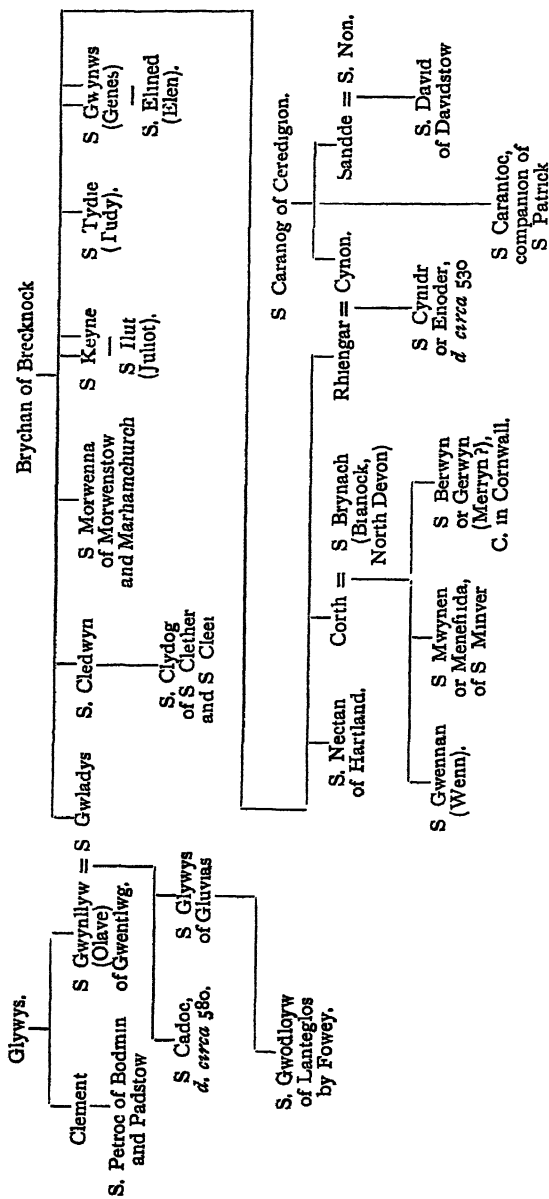 Glywys.
Brychan of Brecknock
Clement
S Gwynllyw = S Gwladys
(Olave)
of Gwentlwg.
S. Petroc of Bodmin
and Padstow
S Cadoc,
d. circa 580.
S Glywys
of Gluvias
S. Gwodloyw
of Lanteglos
by Fowey.
S. Cledwyn
S. Clydog
of S Clether
and S Cleer
S Morwenna
of Morwenstow
and Marhamchurch
S Keyne
S Ilut
(Juliot).
S Tydie
(Tudy).
S Gwynws
(Genes)
S. Elined
(Elen).
S Caranog of Ceredigion.
S. Nectan
of Hartland.
Corth = S Brynach
(Branock,
North Devon)
Rhiengar = Cynon.
Sandde = S. Non.
S Gwennan
(Wenn).
S Mwynen
or Menefrida,
of S Minver
S Berwyn
or Gerwyn
(Merryn ?),
C. in Cornwall.
S Cynidr
or Enoder,
d circa 530
S. David
of Davidstow
S Carantoc,
companion of
S Patrick